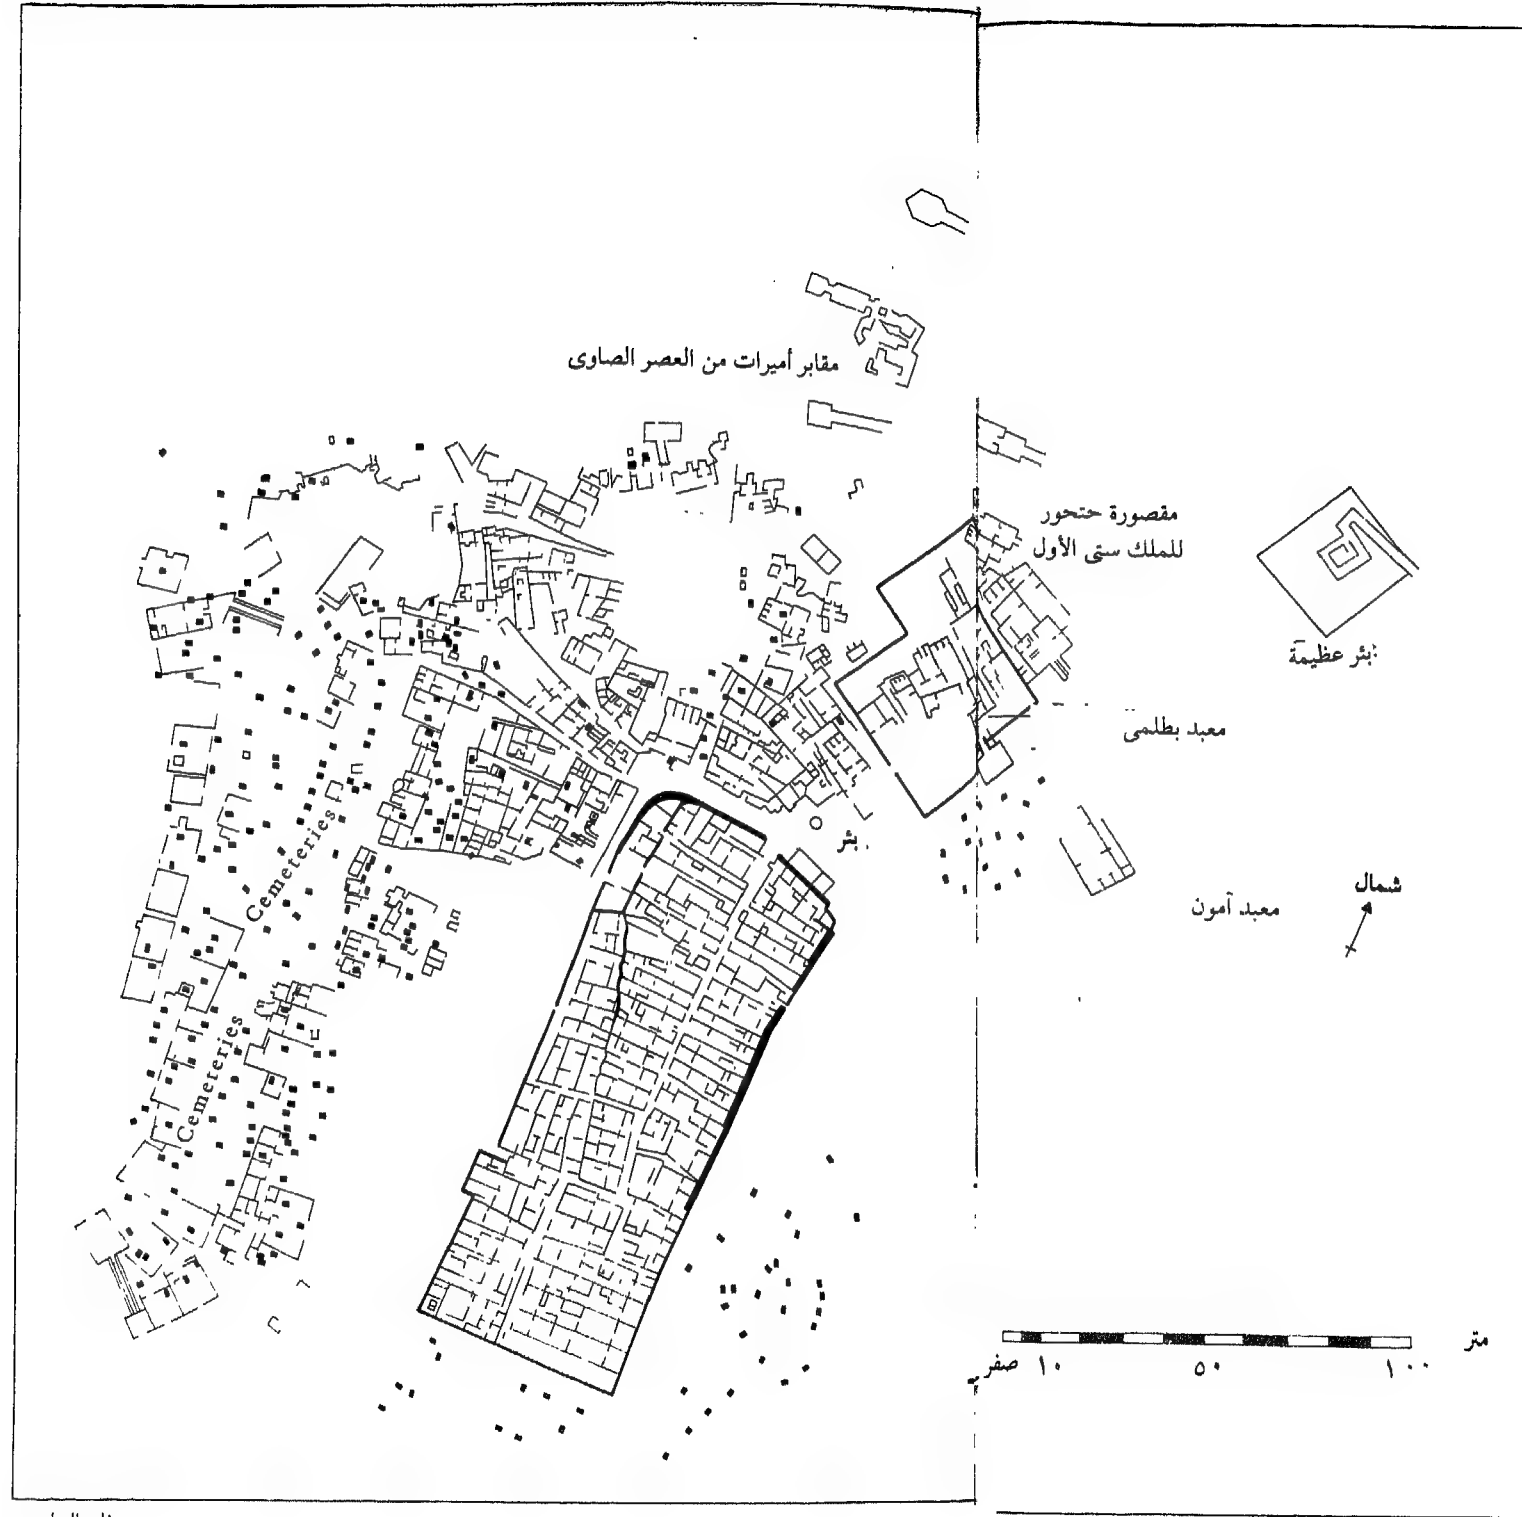 مقابر أميرات من العصر الصاوى
مقصورة حتحور
للملك ستى الأول
بئر عظيمة
معبد بطلمى
بئر
شمال
معبد آمون
Cemeteries
Cemeteries
متر
صفر ١٠ ٥٠ ١٠٠